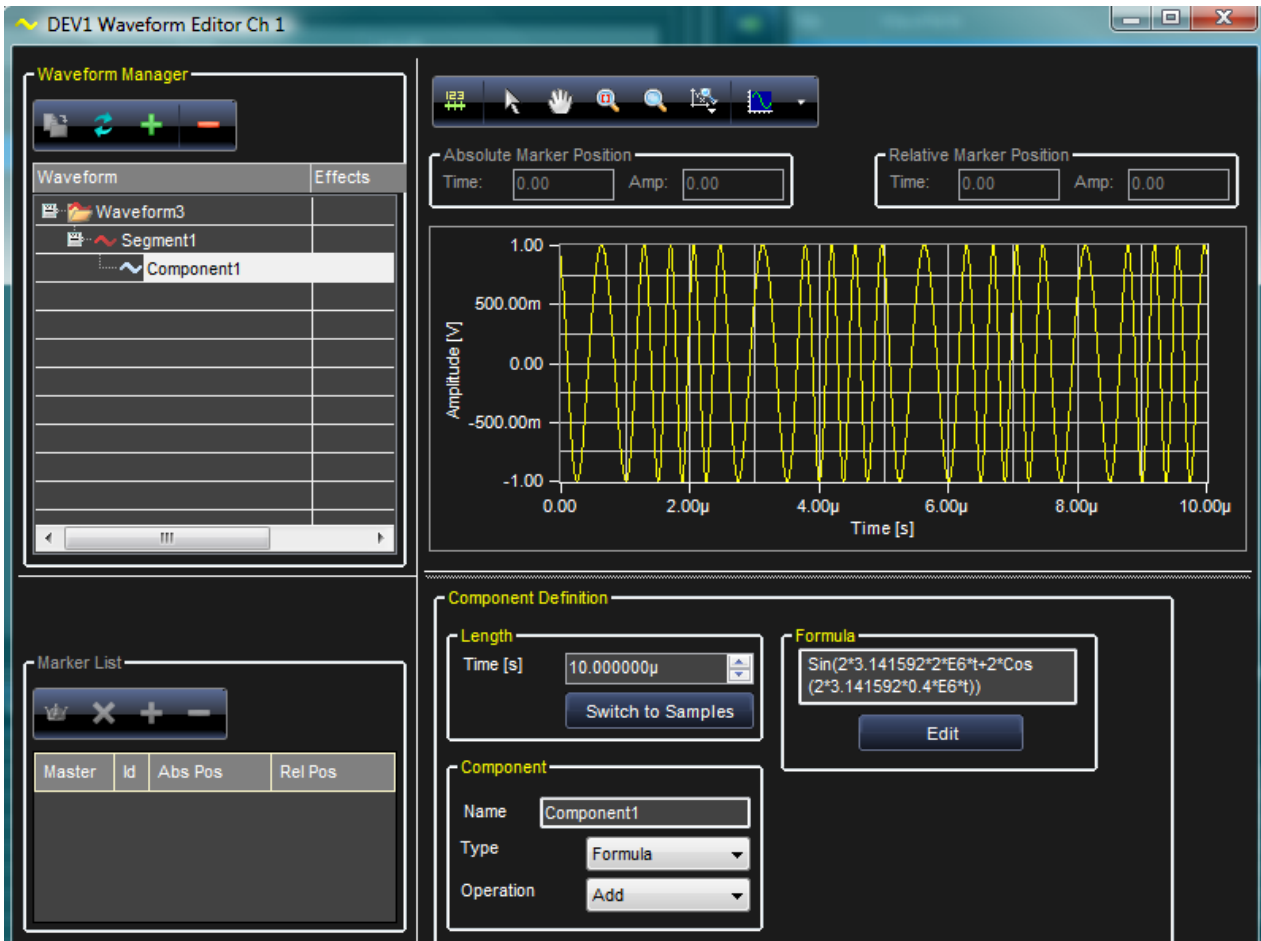 DEV1 Waveform Editor Ch 1
Waveform Manager
Waveform Effects
Waveform3
Segment1
Component1
Marker List
Master Id Abs Pos Rel Pos
123
Absolute Marker Position
Time: 0.00 Amp: 0.00
Relative Marker Position
Time: 0.00 Amp: 0.00
1.00
500.00m
0.00
-500.00m
-1.00
Amplitude [V]
0.00 2.00µ 4.00µ 6.00µ 8.00µ 10.00µ
Time [s]
Component Definition
Length
Time [s] 10.000000µ
Switch to Samples
Formula
Sin(2*3.141592*2*E6*t+2*Cos
(2*3.141592*0.4*E6*t))
Edit
Component
Name Component1
Type Formula
Operation Add